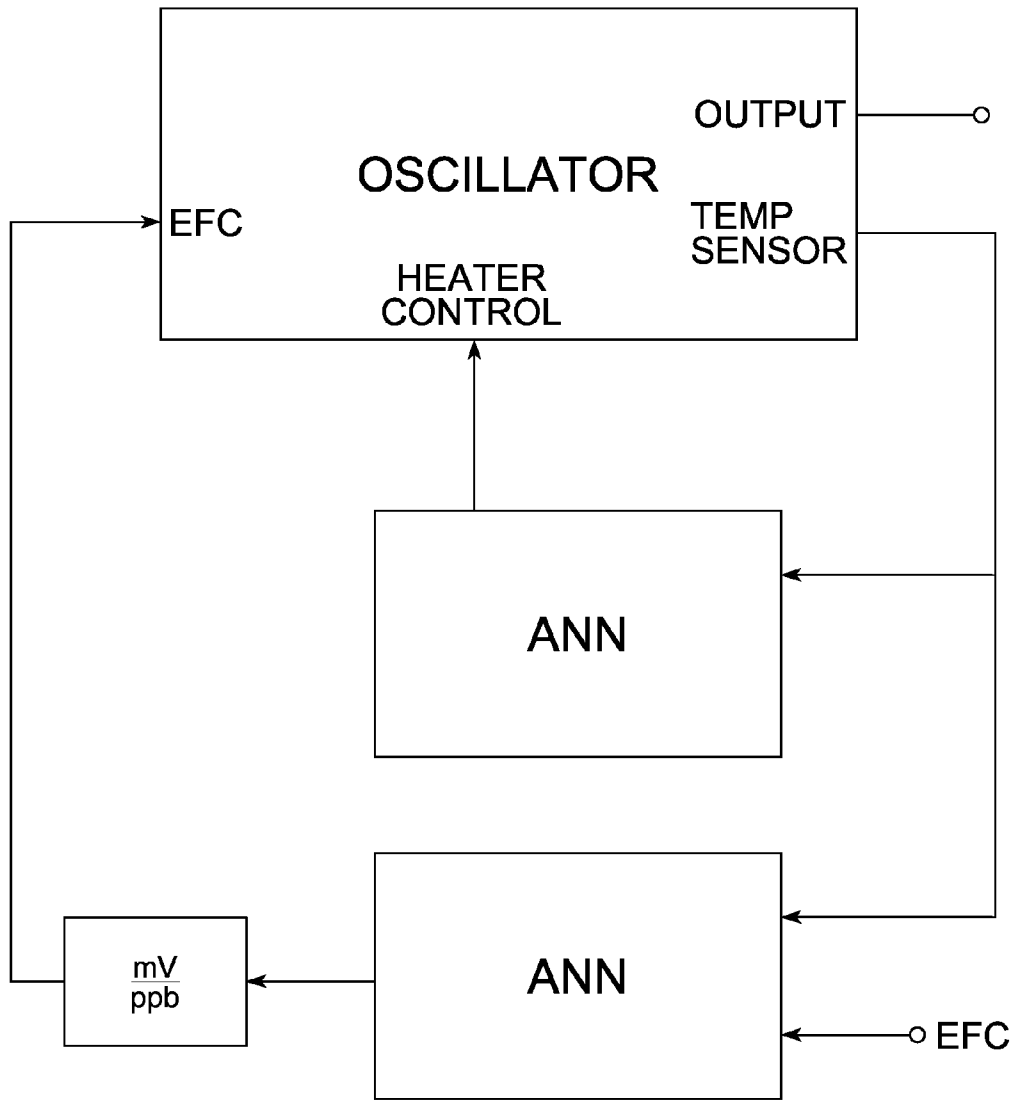 OUTPUT
OSCILLATOR
TEMP
SENSOR
EFC
HEATER
CONTROL
ANN
ANN
mV
ppb
EFC